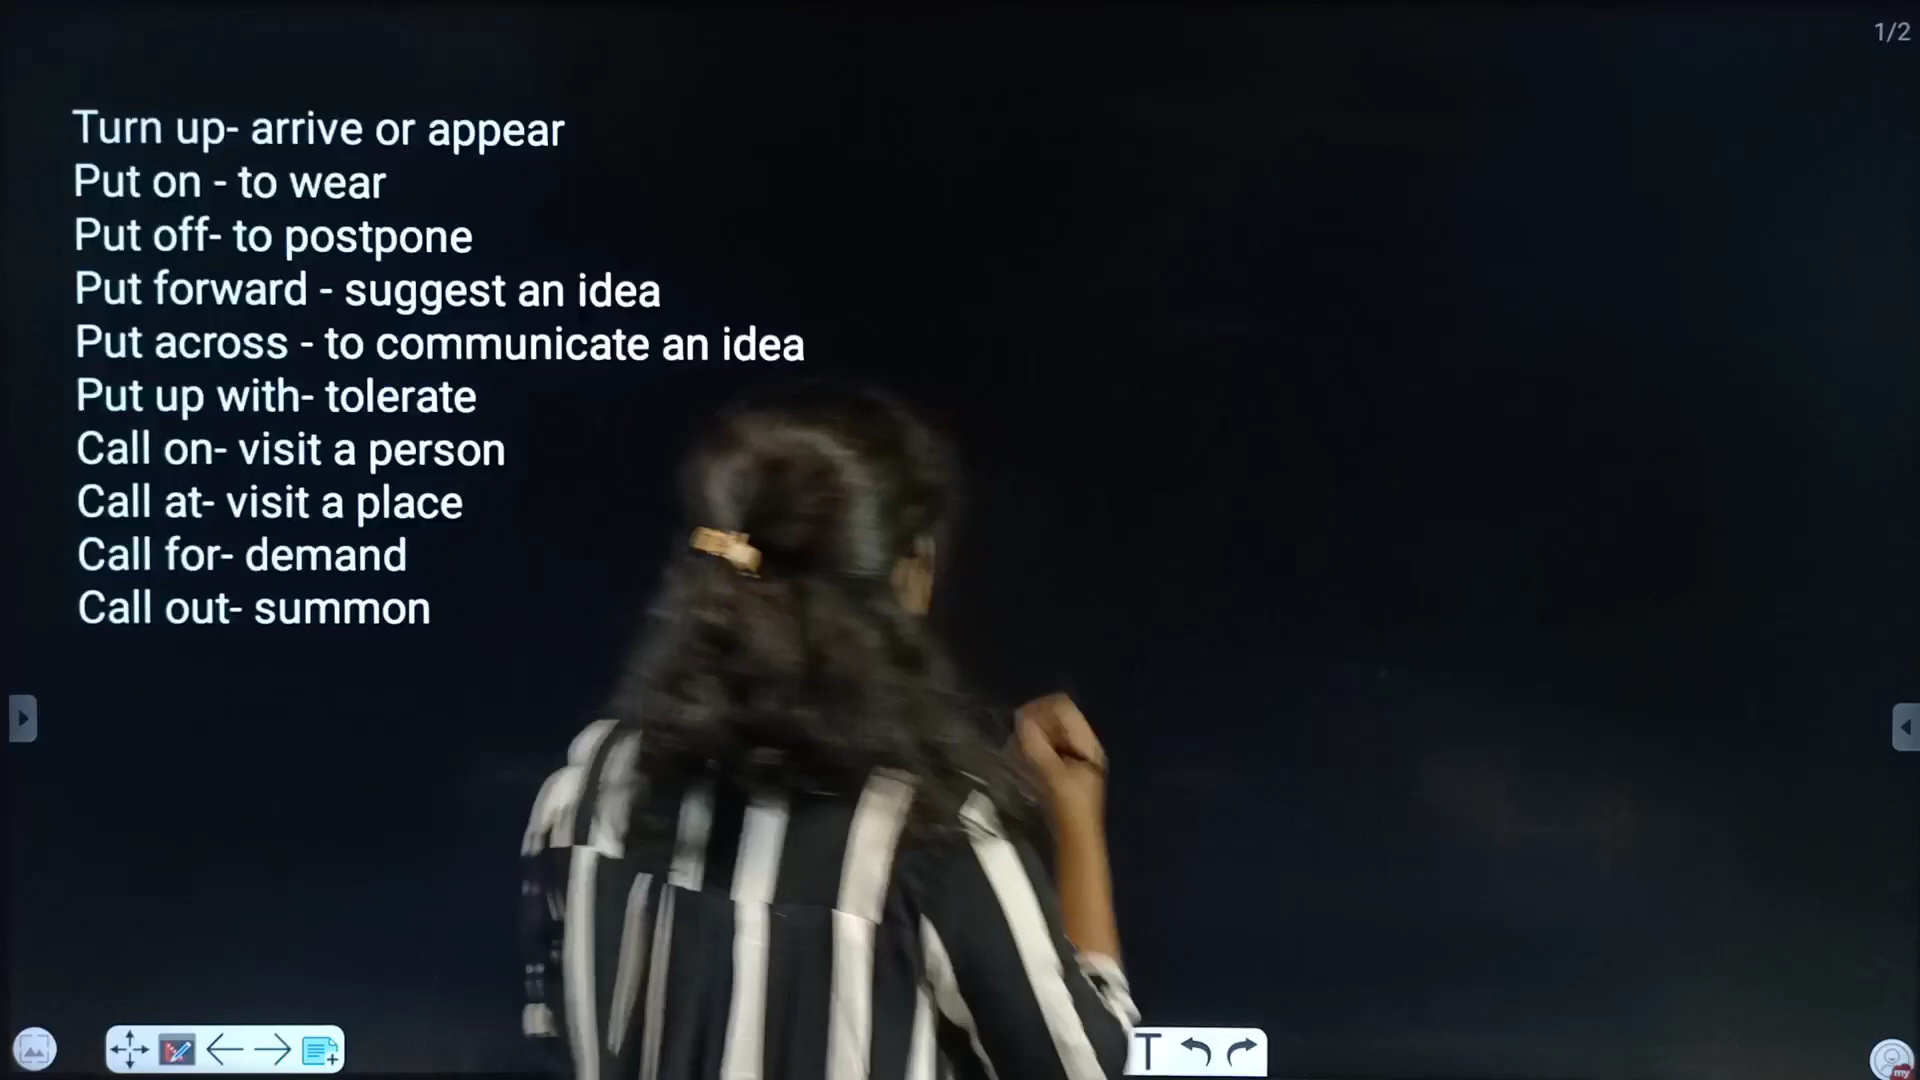 1/2
Turn up- arrive or appear
Put on - to wear
Put off- to postpone
Put forward - suggest an idea
Put across - to communicate an idea
Put up with- tolerate
Call on- visit a person
Call at- visit a place
Call for- demand
Call out- summon
T
my